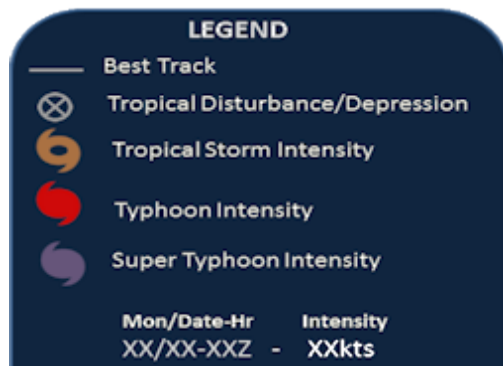 LEGEND
Best Track
Tropical Disturbance/Depression
Tropical Storm Intensity
Typhoon Intensity
Super Typhoon Intensity
Mon/Date-Hr Intensity
XX/XX-XXZ - XXkts